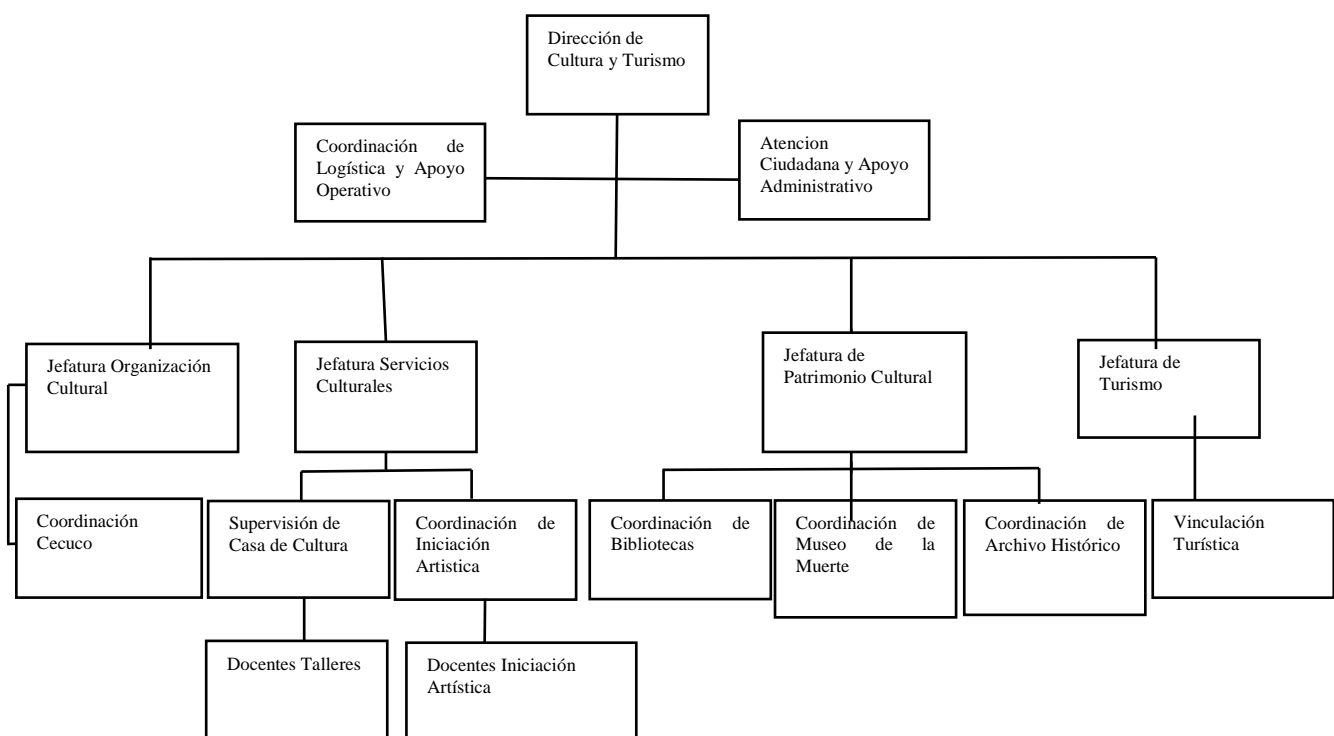 Dirección de
Cultura y Turismo
Coordinación de
Logística y Apoyo
Operativo
Atencion
Ciudadana y Apoyo
Administrativo
Jefatura Organización
Cultural
Jefatura Servicios
Culturales
Jefatura de
Patrimonio Cultural
Jefatura de
Turismo
Coordinación
Cecuco
Supervisión de
Casa de Cultura
Coordinación de
Iniciación
Artistica
Coordinación de
Bibliotecas
Coordinación de
Museo de la
Muerte
Coordinación de
Archivo Histórico
Vinculación
Turística
Docentes Talleres
Docentes Iniciación
Artística